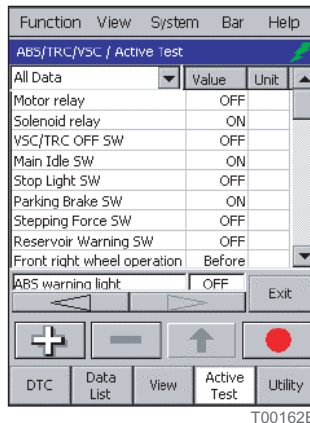 Function View System Bar Help
ABS/TRC/VSC / Active Test
All Data Value Unit
Motor relay OFF
Solenoid relay ON
VSC/TRC OFF SW OFF
Main Idle SW ON
Stop Light SW OFF
Parking Brake SW ON
Stepping Force SW OFF
Reservoir Warning SW OFF
Front right wheel operation Before
ABS warning light OFF
Exit
DTC Data List View Active Test Utility
T00162E